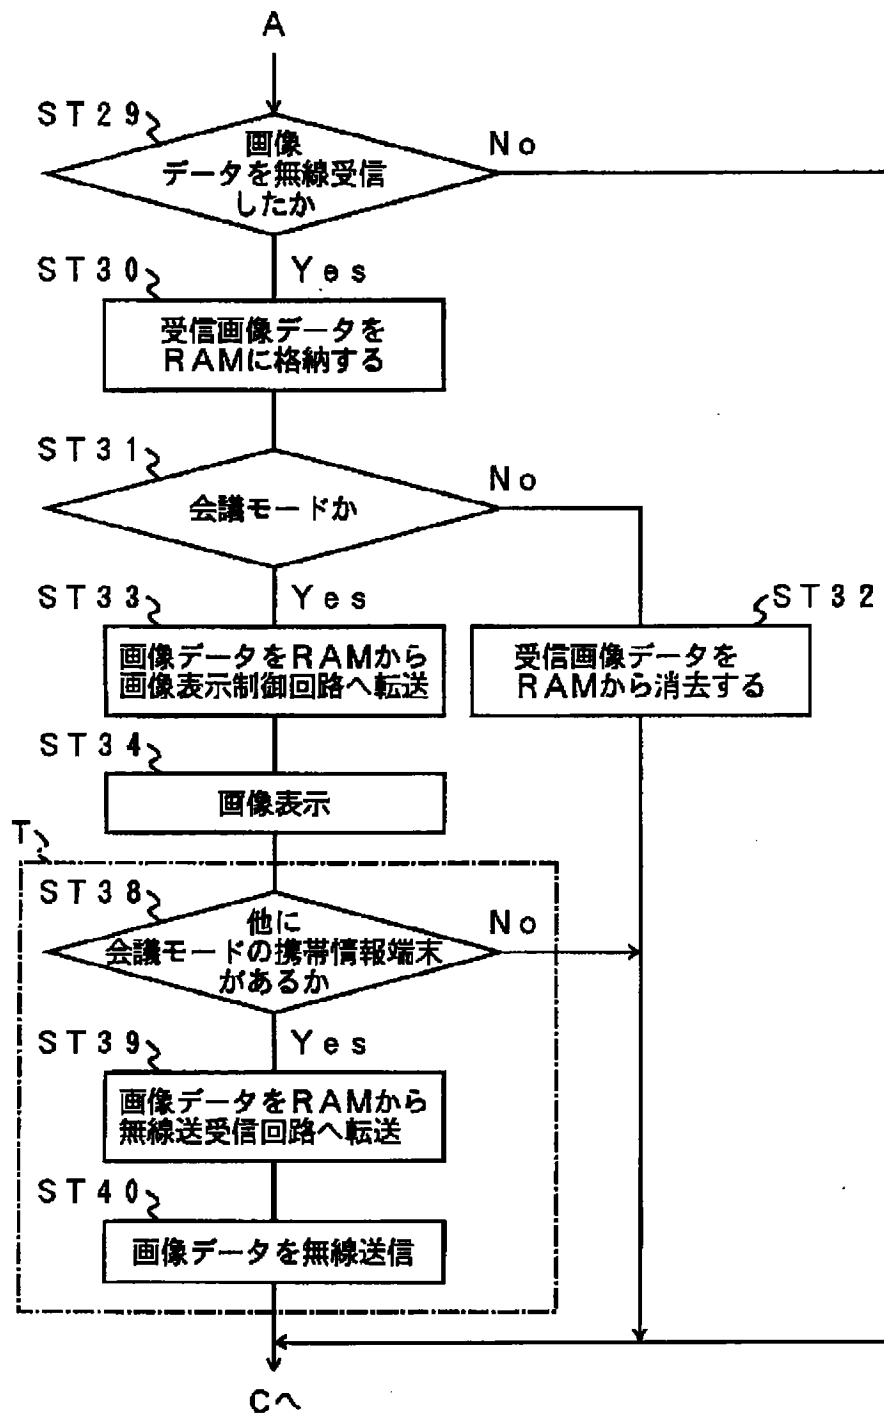 A
ST29
画像
データを無線受信
したか
No
Yes
ST30
受信画像データを
RAMに格納する
ST31
会議モードか
No
Yes
ST33
画像データをRAMから
画像表示制御回路へ転送
ST32
受信画像データを
RAMから消去する
ST34
画像表示
T
ST38
他に
会議モードの携帯情報端末
があるか
No
Yes
ST39
画像データをRAMから
無線送受信回路へ転送
ST40
画像データを無線送信
Cへ